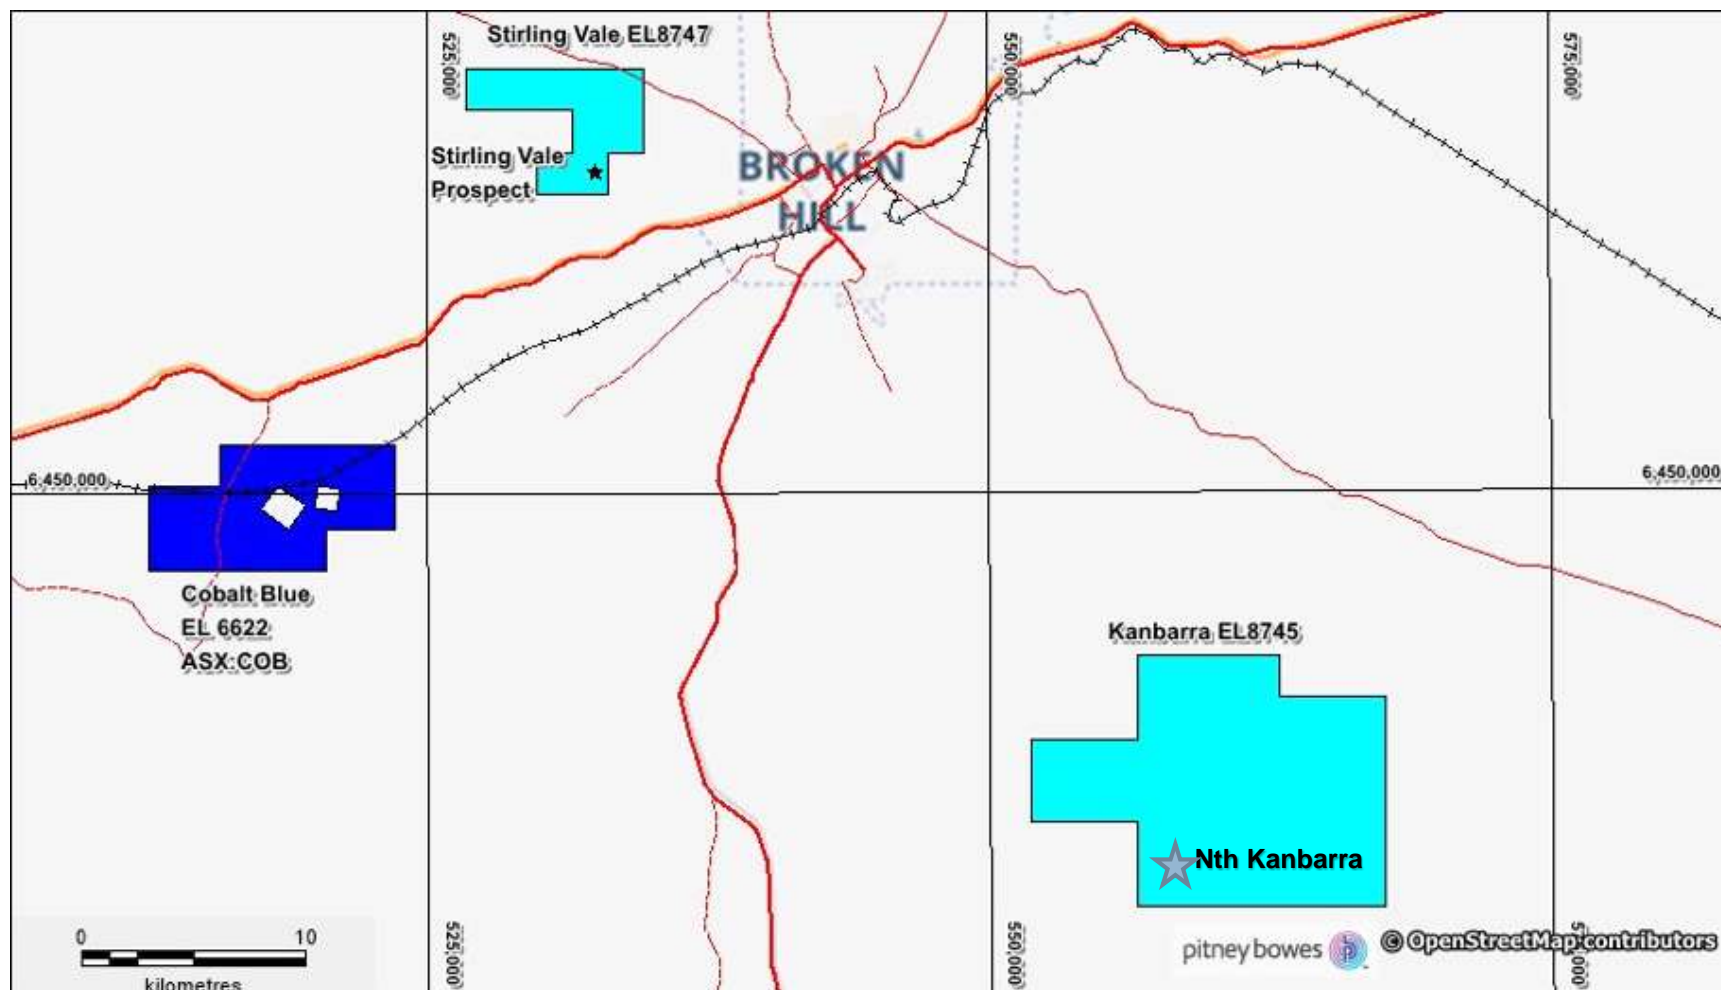 Stirling Vale EL8747
525,000
550,000
575,000
Stirling Vale
Prospect
BROKEN
HILL
6,450,000
6,450,000
Cobalt Blue
EL 6622
ASX:COB
Kanbarra EL8745
Nth Kanbarra
0 10
kilometres
525,000
550,000
pitney bowes
© OpenStreetMap contributors